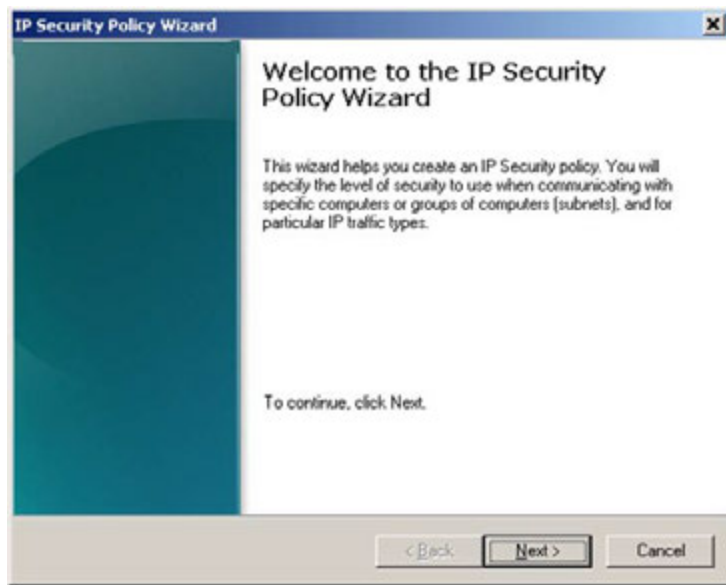 IP Security Policy Wizard
Welcome to the IP Security
Policy Wizard
This wizard helps you create an IP Security policy. You will
specify the level of security to use when communicating with
specific computers or groups of computers (subnets), and for
particular IP traffic types.
To continue, click Next.
< Back Next > Cancel